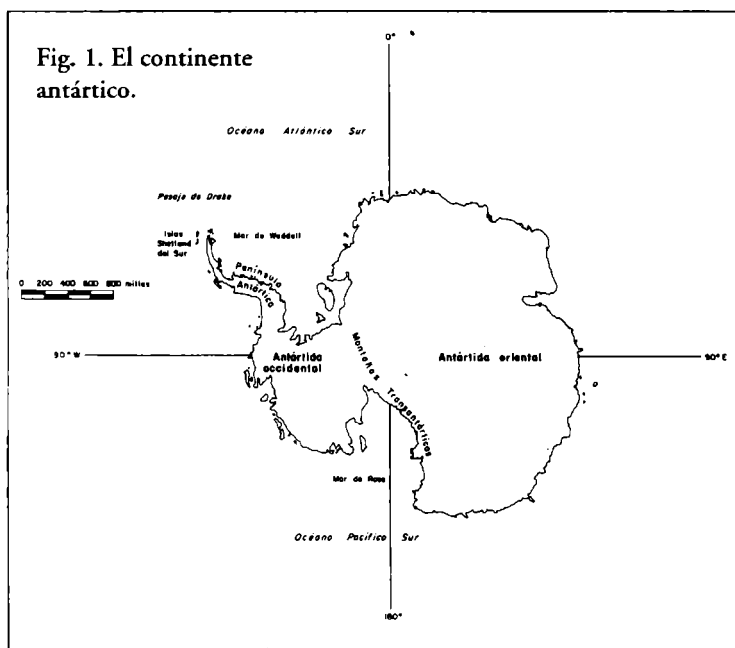 Fig. 1. El continente
antártico.
0°
Océano Atlántico Sur
Pasaje de Drake
Islas
Shetland
del Sur
Mar de Weddell
Península
Antártica
0 200 400 600 800 millas
90° W
Antártida
occidental
Montañas Transantárticas
Antártida oriental
90° E
Mar de Ross
Océano Pacífico Sur
180°